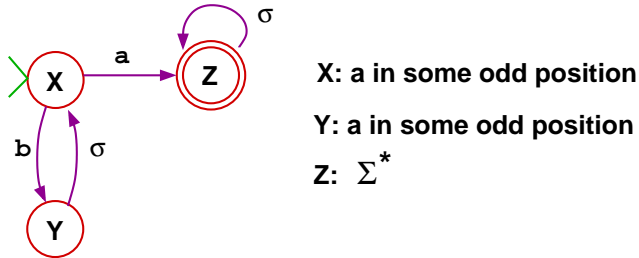 σ
a
X
Z
X: a in some odd position
Y: a in some odd position
b
σ
Z: Σ*
Y